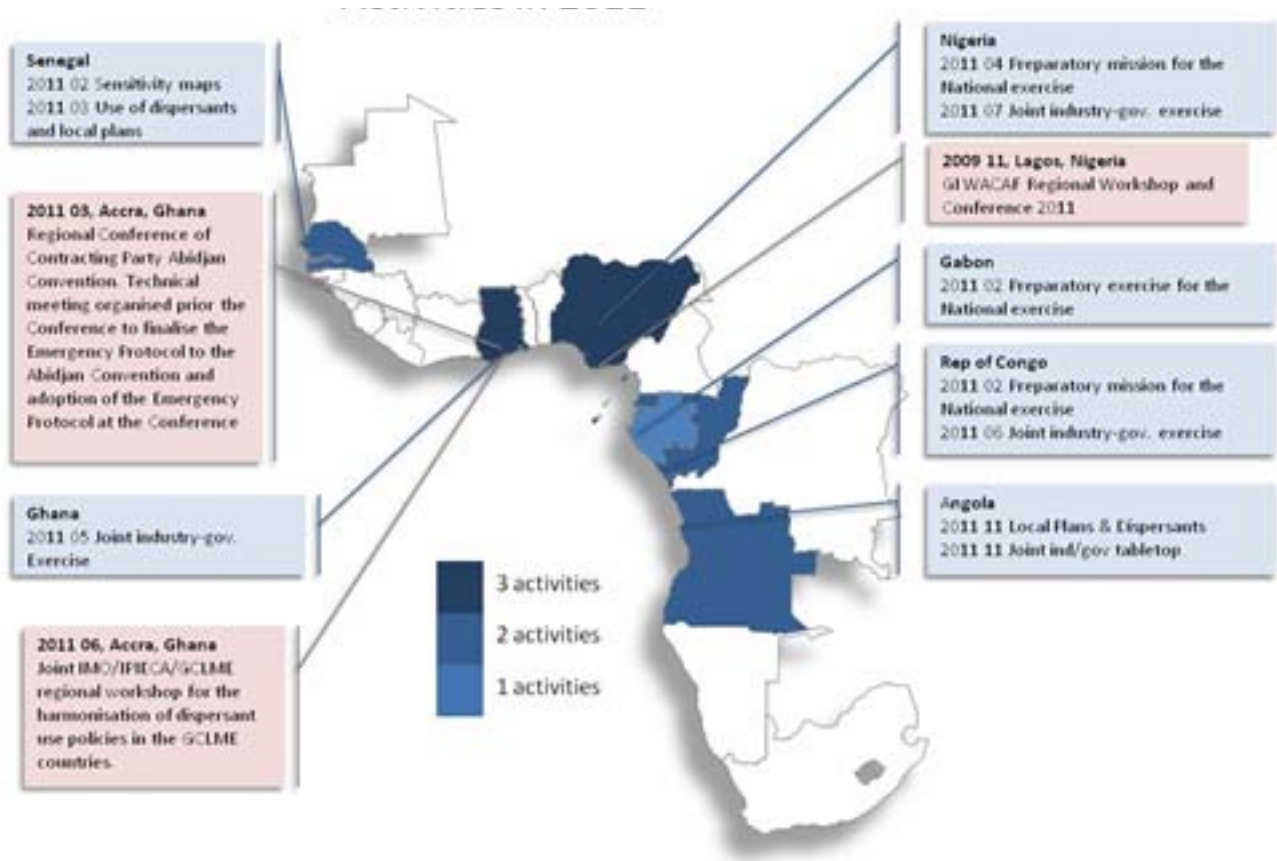 Senegal
2011 02 Sensitivity maps
2011 03 Use of dispersants
and local plans
2011 03, Accra, Ghana
Regional Conference of
Contracting Party Abidjan
Convention. Technical
meeting organised prior the
Conference to finalise the
Emergency Protocol to the
Abidjan Convention and
adoption of the Emergency
Protocol at the Conference
Ghana
2011 05 Joint industry-gov.
Exercise
2011 06, Accra, Ghana
Joint IMO/IPIECA/GCLME
regional workshop for the
harmonisation of dispersant
use policies in the GCLME
countries.
3 activities
2 activities
1 activities
Nigeria
2011 04 Preparatory mission for the
National exercise
2011 07 Joint industry-gov. exercise
2009 11, Lagos, Nigeria
GI WACAF Regional Workshop and
Conference 2011
Gabon
2011 02 Preparatory exercise for the
National exercise
Rep of Congo
2011 02 Preparatory mission for the
National exercise
2011 06 Joint industry-gov. exercise
Angola
2011 11 Local Plans & Dispersants
2011 11 Joint ind/gov tabletop